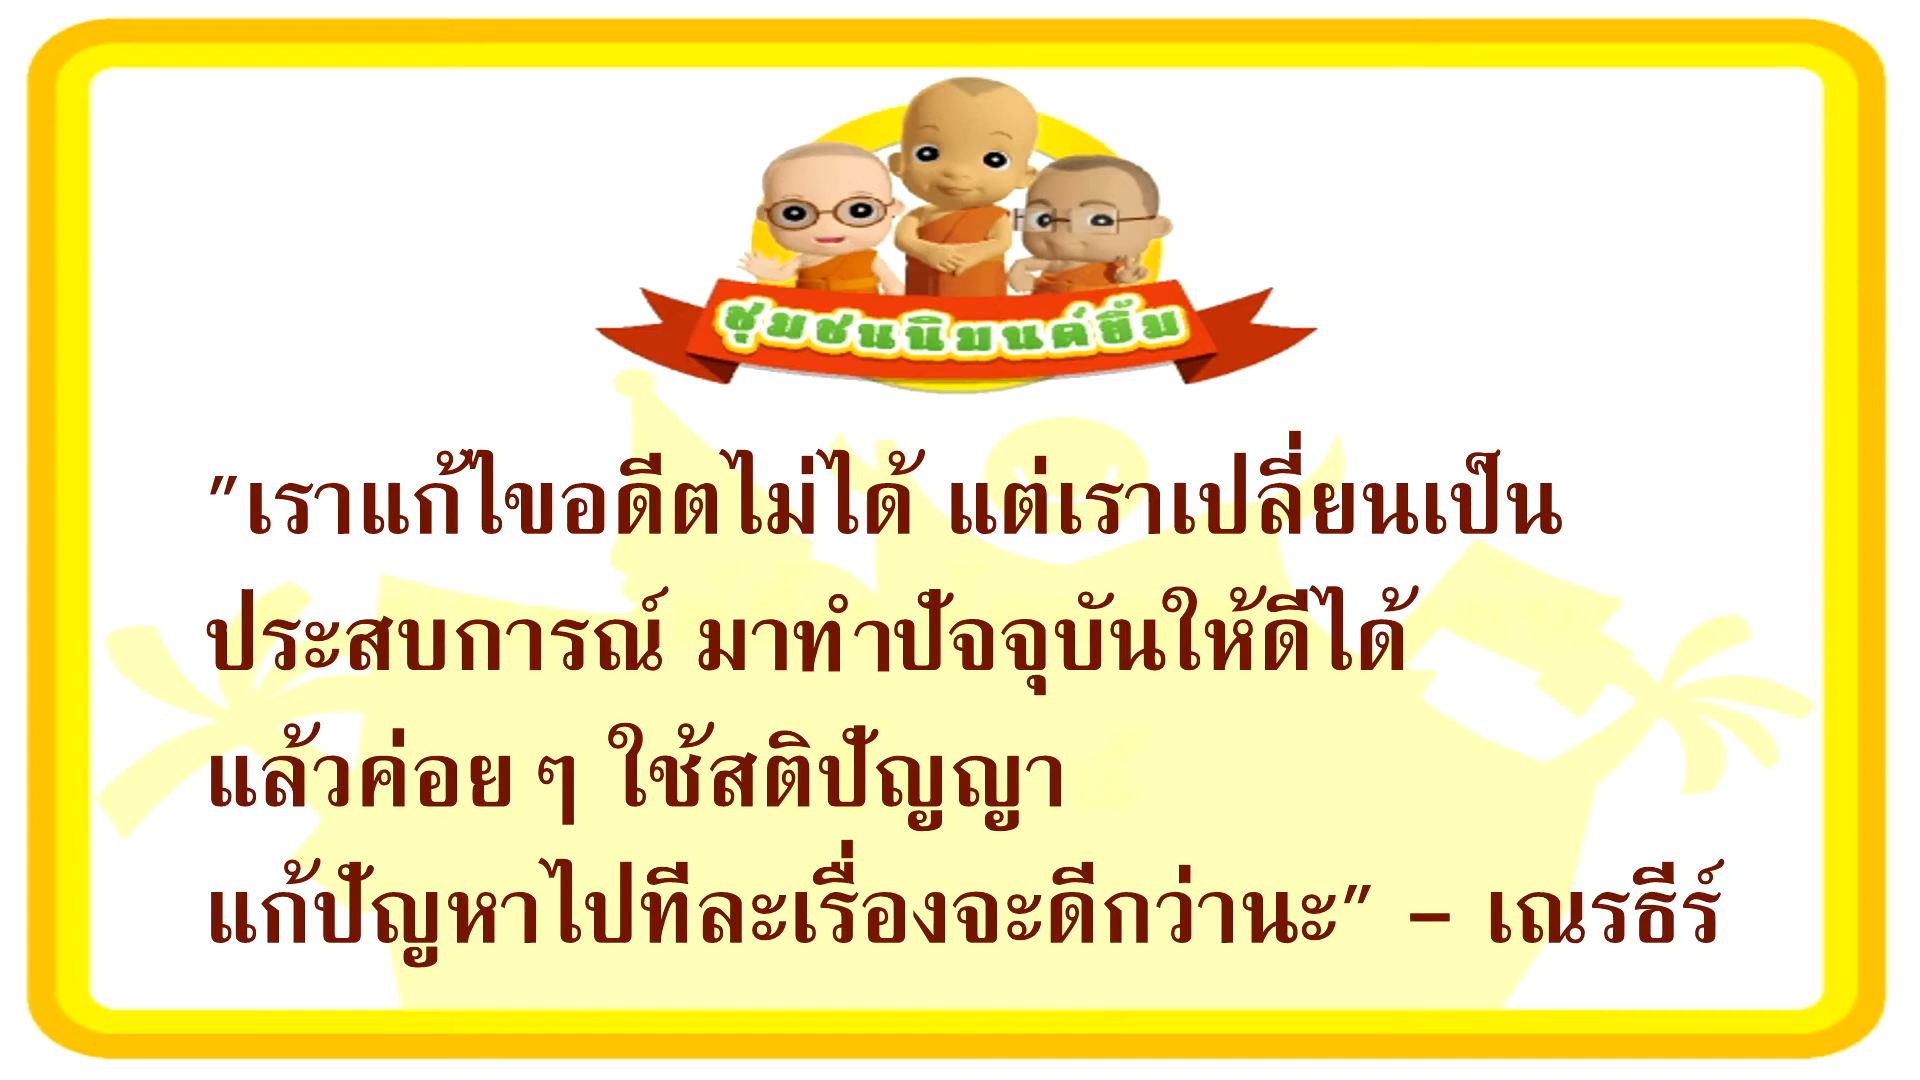 ชุมชนนิมนต์ยิ้ม
"เราแก้ไขอดีตไม่ได้ แต่เราเปลี่ยนเป็น
ประสบการณ์ มาทำปัจจุบันให้ดีได้
แล้วค่อย ๆ ใช้สติปัญญา
แก้ปัญหาไปทีละเรื่องจะดีกว่านะ" – เณรธีร์